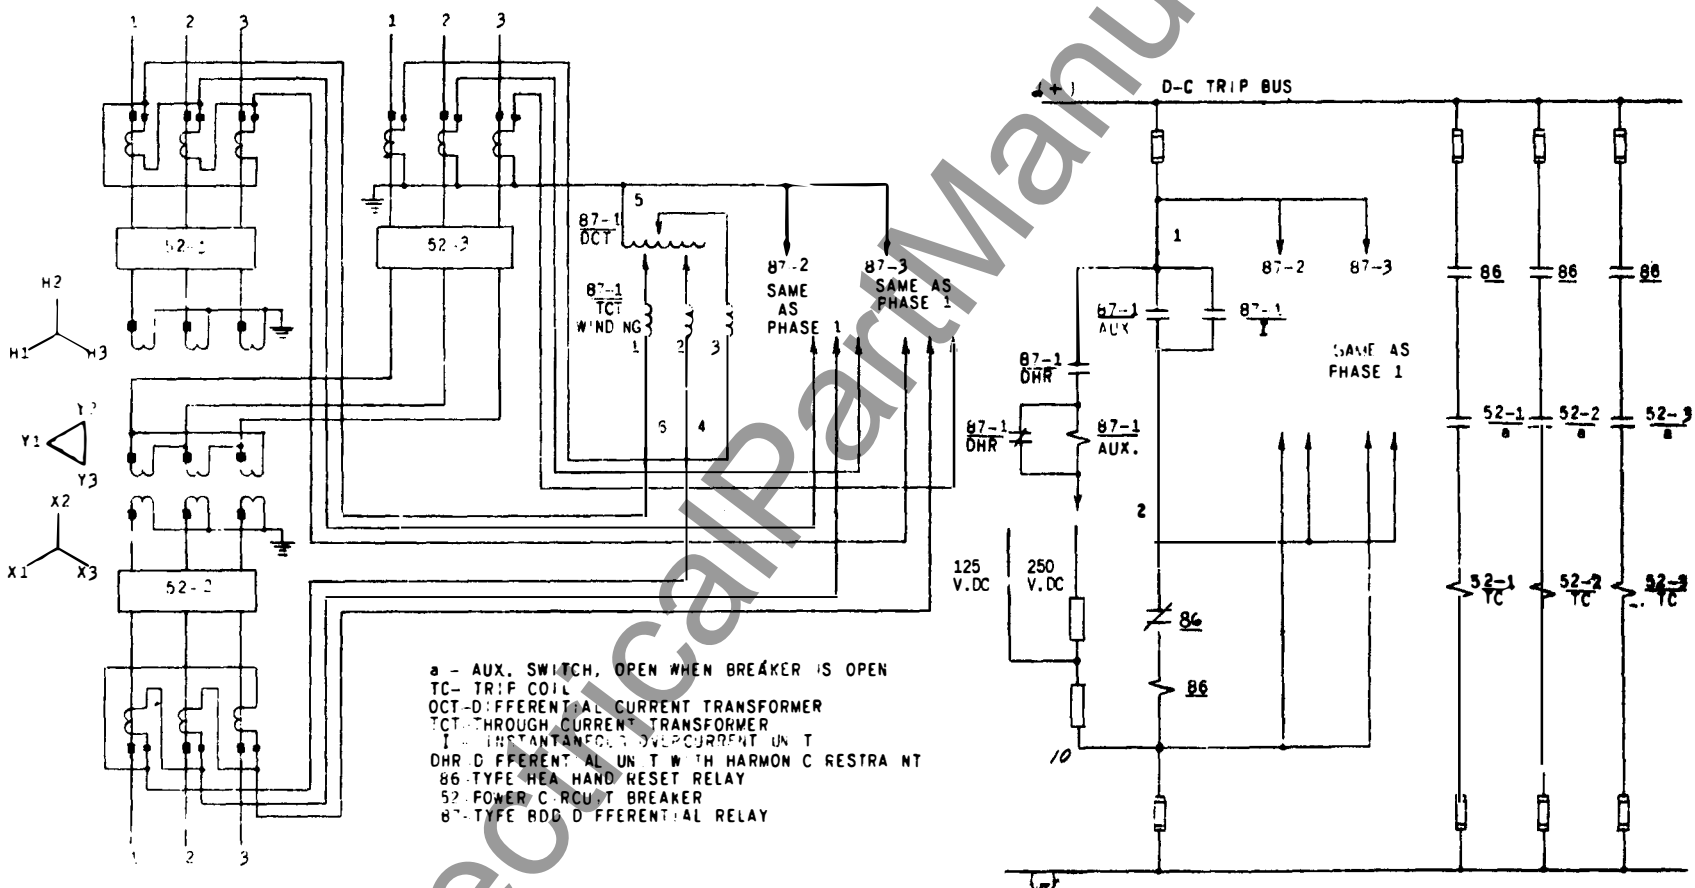 1 2 3
1 2 3
52-3
H2
H1
H3
Y2
Y1
Y3
X2
X1 X3
1 2 3
5
87-1
DCT
87-1
TCT
1 2 3
6 4
87-2
SAME
AS
PHASE 1
87-3
SAME AS
PHASE 1
a - AUX. SWITCH, OPEN WHEN BREAKER IS OPEN
TC- TRIP COIL
OCT-DIFFERENTIAL CURRENT TRANSFORMER
TCT-THROUGH CURRENT TRANSFORMER
I - INSTANTANEOUS OVERCURRENT UNIT
DHR DIFFERENTIAL UNIT WITH HARMONIC RESTRAINT
86-TYPE HEA HAND RESET RELAY
52-POWER CIRCUIT BREAKER
87-TYPE BDD DIFFERENTIAL RELAY
(+)
D-C TRIP BUS
1
87-2 87-3
87-1
AUX
87-1
I
87-1
DHR
87-1
DHR
87-1
AUX.
SAME AS
PHASE 1
2
125
V.DC
250
V.DC
86
86
10
86 86 86
52-1
a
52-2
a
52-3
a
52-1
TC
52-2
TC
52-3
TC
(-)
ectricalPartManu